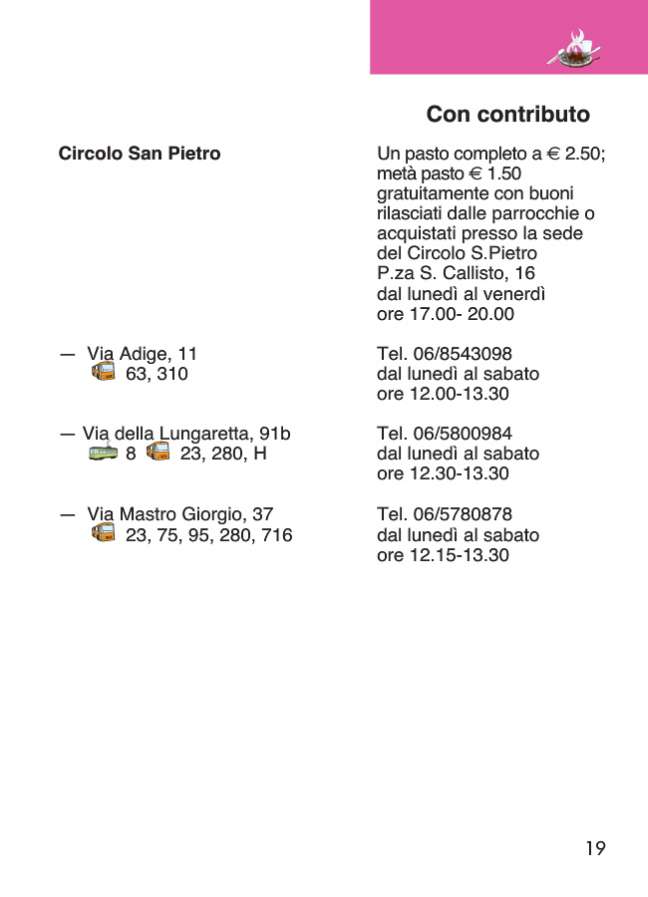 Con contributo
Circolo San Pietro
Un pasto completo a € 2.50;
metà pasto € 1.50
gratuitamente con buoni
rilasciati dalle parrocchie o
acquistati presso la sede
del Circolo S.Pietro
P.za S. Callisto, 16
dal lunedì al venerdì
ore 17.00- 20.00
— Via Adige, 11
63, 310
Tel. 06/8543098
dal lunedì al sabato
ore 12.00-13.30
— Via della Lungaretta, 91b
8 23, 280, H
Tel. 06/5800984
dal lunedì al sabato
ore 12.30-13.30
— Via Mastro Giorgio, 37
23, 75, 95, 280, 716
Tel. 06/5780878
dal lunedì al sabato
ore 12.15-13.30
19